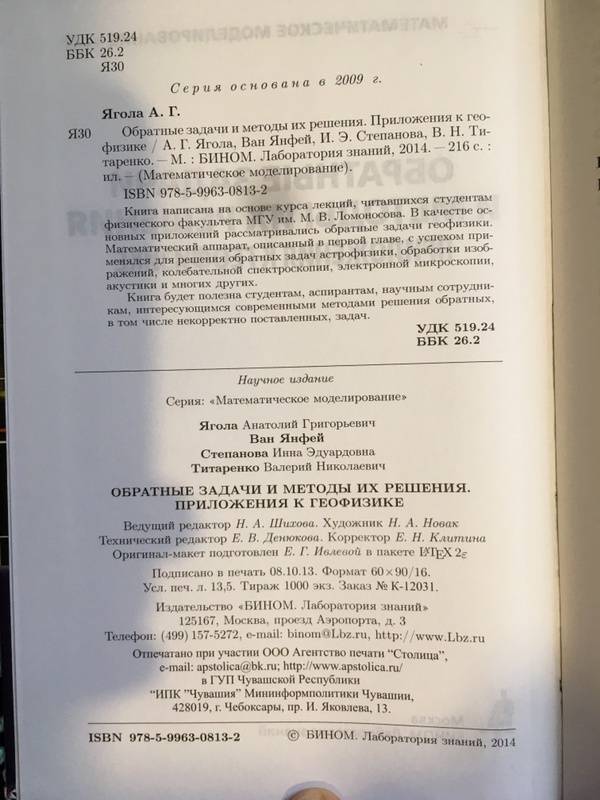 МАТЕМАТИЧЕСКОЕ МОДЕЛИРОВАН
УДК 519.24
ББК 26.2
Я30
Серия основана в 2009 г.
Ягола А. Г.
Я30 Обратные задачи и методы их решения. Приложения к гео-
физике / А. Г. Ягола, Ван Янфей, И. Э. Степанова, В. Н. Ти-
таренко. — М. : БИНОМ. Лаборатория знаний, 2014. — 216 с. :
ил. — (Математическое моделирование).
ISBN 978-5-9963-0813-2
Книга написана на основе курса лекций, читавшихся студентам
физического факультета МГУ им. М. В. Ломоносова. В качестве ос-
новных приложений рассматривались обратные задачи геофизики.
Математический аппарат, описанный в первой главе, с успехом при-
менялся для решения обратных задач астрофизики, обработки изоб-
ражений, колебательной спектроскопии, электронной микроскопии,
акустики и многих других.
Книга будет полезна студентам, аспирантам, научным сотрудни-
кам, интересующимся современными методами решения обратных,
в том числе некорректно поставленных, задач.
УДК 519.24
ББК 26.2
Научное издание
Серия: «Математическое моделирование»
Ягола Анатолий Григорьевич
Ван Янфей
Степанова Инна Эдуардовна
Титаренко Валерий Николаевич
ОБРАТНЫЕ ЗАДАЧИ И МЕТОДЫ ИХ РЕШЕНИЯ.
ПРИЛОЖЕНИЯ К ГЕОФИЗИКЕ
Ведущий редактор Н. А. Шихова. Художник Н. А. Новак
Технический редактор Е. В. Денюкова. Корректор Е. Н. Клитина
Оригинал-макет подготовлен Е. Г. Ивлевой в пакете LATEX 2ε
Подписано в печать 08.10.13. Формат 60 × 90/16.
Усл. печ. л. 13,5. Тираж 1000 экз. Заказ № К-12031.
Издательство «БИНОМ. Лаборатория знаний»
125167, Москва, проезд Аэропорта, д. 3
Телефон: (499) 157-5272, e-mail: binom@Lbz.ru, http://www.Lbz.ru
Отпечатано при участии ООО Агентство печати "Столица",
e-mail: apstolica@bk.ru; http://www.apstolica.ru/
в ГУП Чувашской Республики
"ИПК "Чувашия" Мининформполитики Чувашии,
428019, г. Чебоксары, пр. И. Яковлева, 13.
ISBN 978-5-9963-0813-2 © БИНОМ. Лаборатория знаний, 2014